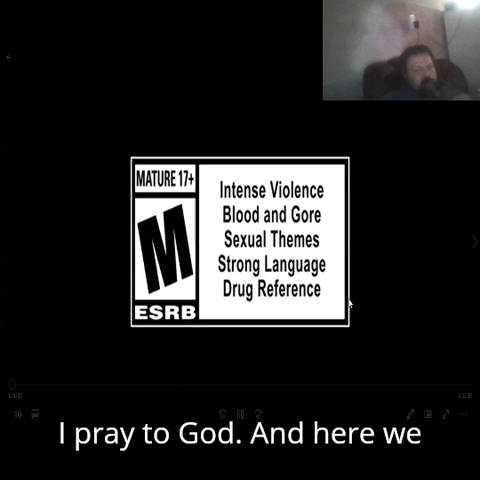 MATURE 17+
M
ESRB
Intense Violence
Blood and Gore
Sexual Themes
Strong Language
Drug Reference
I pray to God. And here we